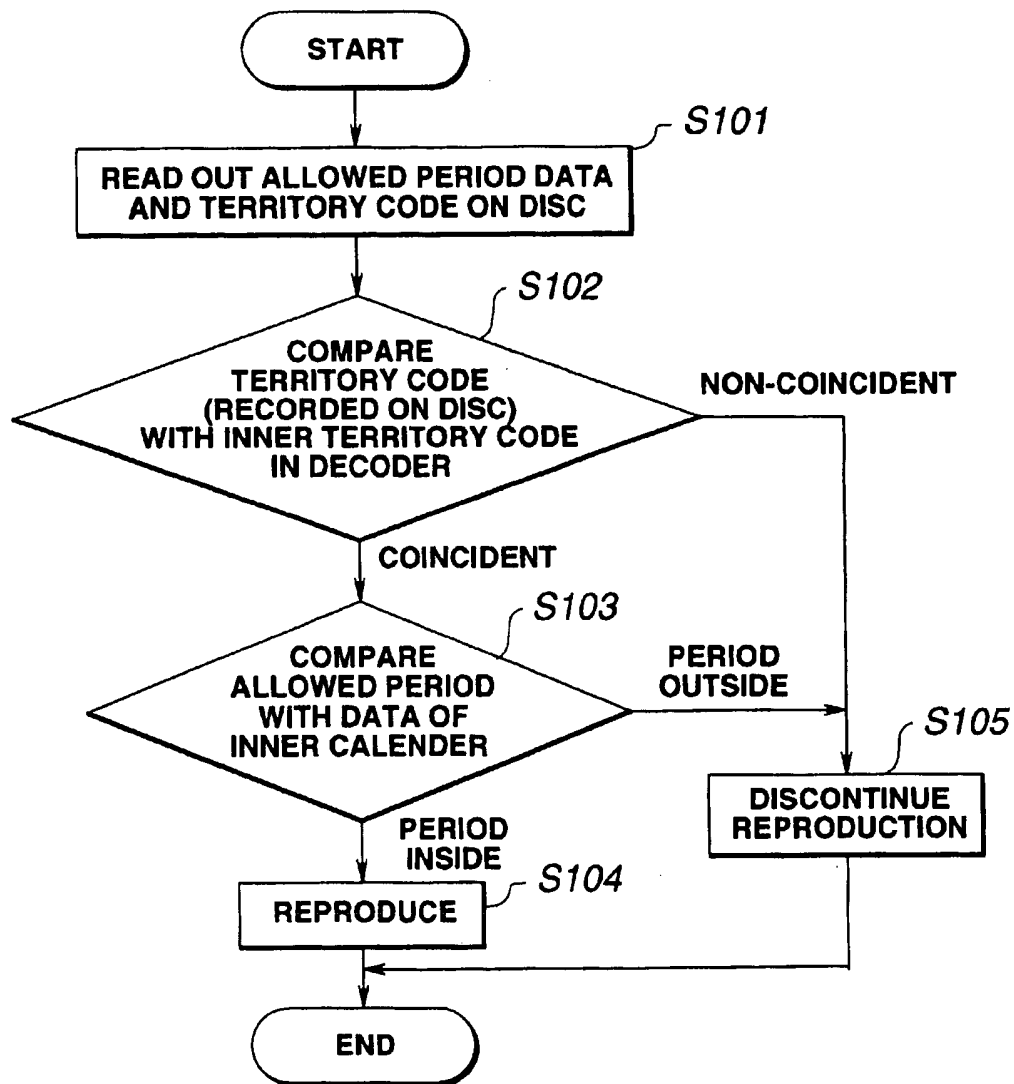 START
S101
READ OUT ALLOWED PERIOD DATA
AND TERRITORY CODE ON DISC
S102
COMPARE
TERRITORY CODE
(RECORDED ON DISC)
WITH INNER TERRITORY CODE
IN DECODER
NON-COINCIDENT
COINCIDENT
S103
COMPARE
ALLOWED PERIOD
WITH DATA OF
INNER CALENDER
PERIOD
OUTSIDE
S105
DISCONTINUE
REPRODUCTION
PERIOD
INSIDE
S104
REPRODUCE
END